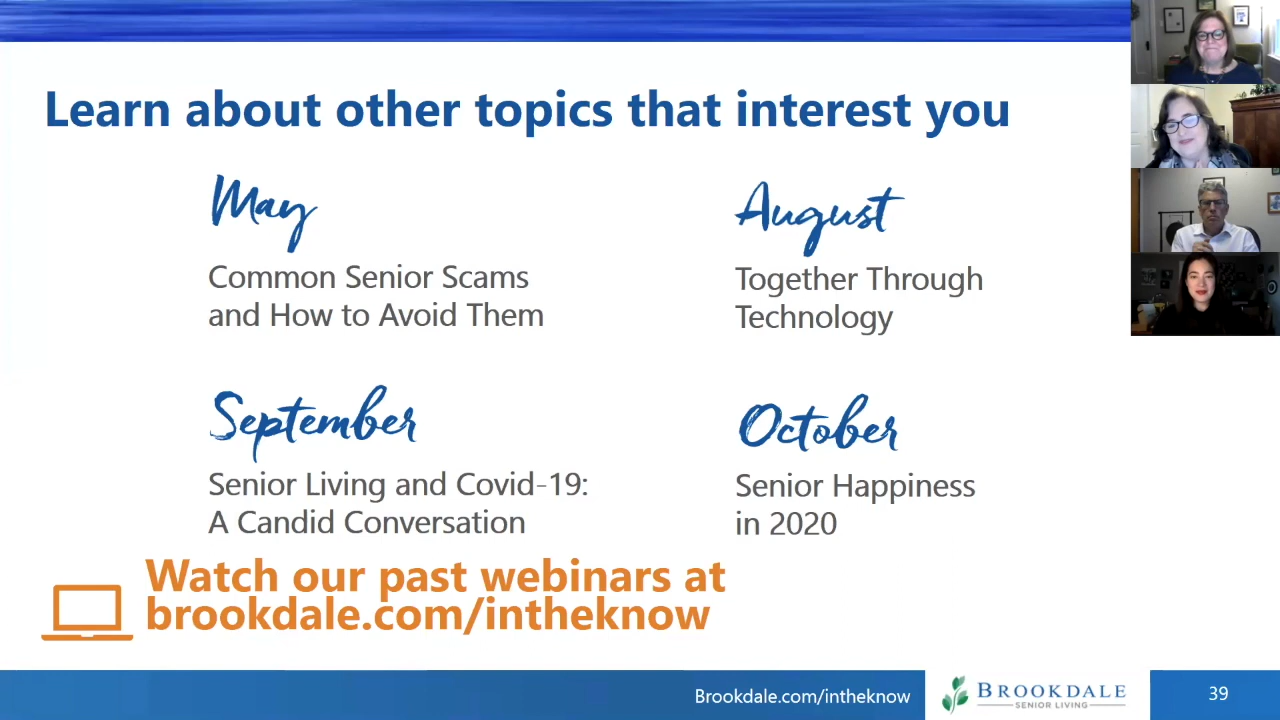 Learn about other topics that interest you
May
Common Senior Scams
and How to Avoid Them
August
Together Through
Technology
September
Senior Living and Covid-19:
A Candid Conversation
October
Senior Happiness
in 2020
Watch our past webinars at
brookdale.com/intheknow
Brookdale.com/intheknow
BROOKDALE
SENIOR LIVING
39